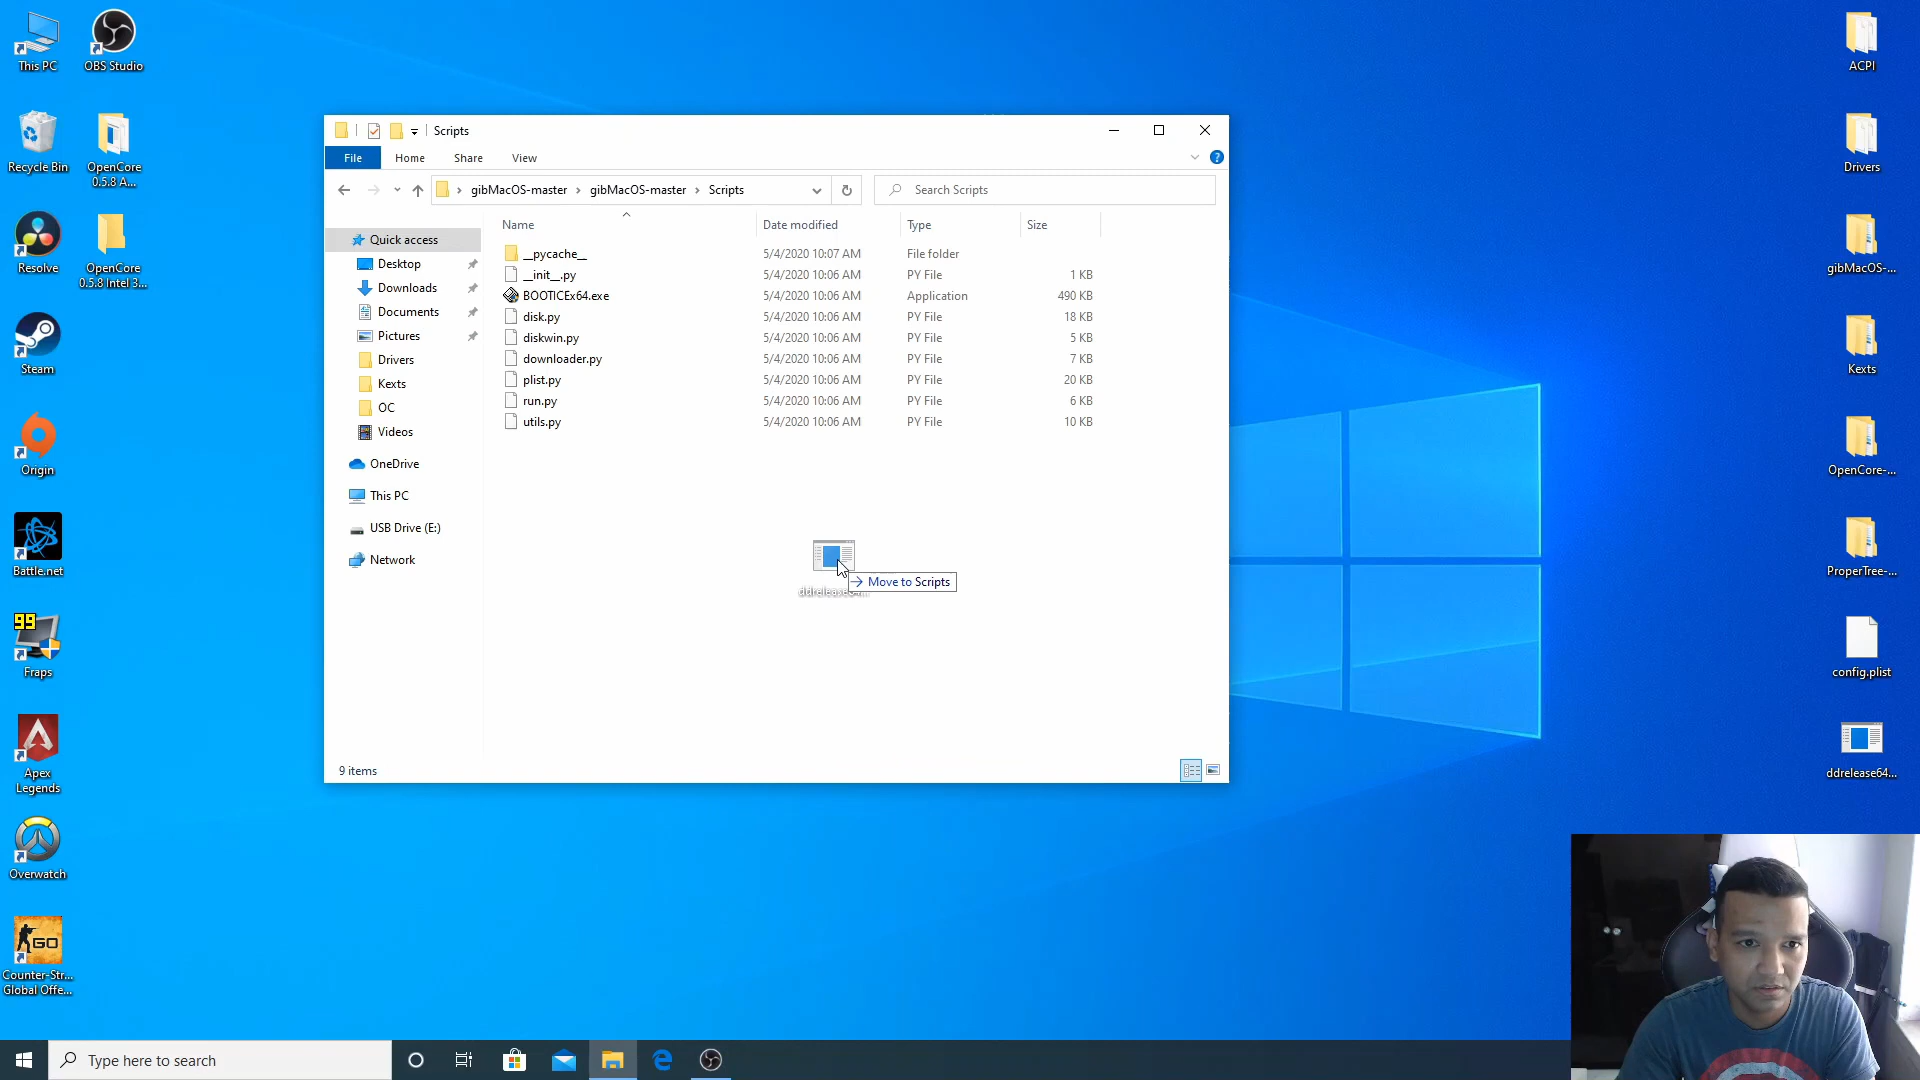 This PC
OBS Studio
Recycle Bin
OpenCore
0.5.8 A...
Resolve
OpenCore
0.5.8 Intel 3...
Steam
Origin
Battle.net
99
Fraps
Apex
Legends
Overwatch
GO
Counter-Str...
Global Offe...
Scripts
File
Home
Share
View
gibMacOS-master
gibMacOS-master
Scripts
Search Scripts
Name
Date modified
Type
Size
Quick access
Desktop
Downloads
Documents
Pictures
Drivers
Kexts
OC
Videos
OneDrive
This PC
USB Drive (E:)
Network
__pycache__ 5/4/2020 10:07 AM File folder
__init__.py 5/4/2020 10:06 AM PY File 1 KB
BOOTICEx64.exe 5/4/2020 10:06 AM Application 490 KB
disk.py 5/4/2020 10:06 AM PY File 18 KB
diskwin.py 5/4/2020 10:06 AM PY File 5 KB
downloader.py 5/4/2020 10:06 AM PY File 7 KB
plist.py 5/4/2020 10:06 AM PY File 20 KB
run.py 5/4/2020 10:06 AM PY File 6 KB
utils.py 5/4/2020 10:06 AM PY File 10 KB
Move to Scripts
ddrelease64...
9 items
ACPI
Drivers
gibMacOS-...
Kexts
OpenCore-...
ProperTree-...
config.plist
ddrelease64...
Type here to search